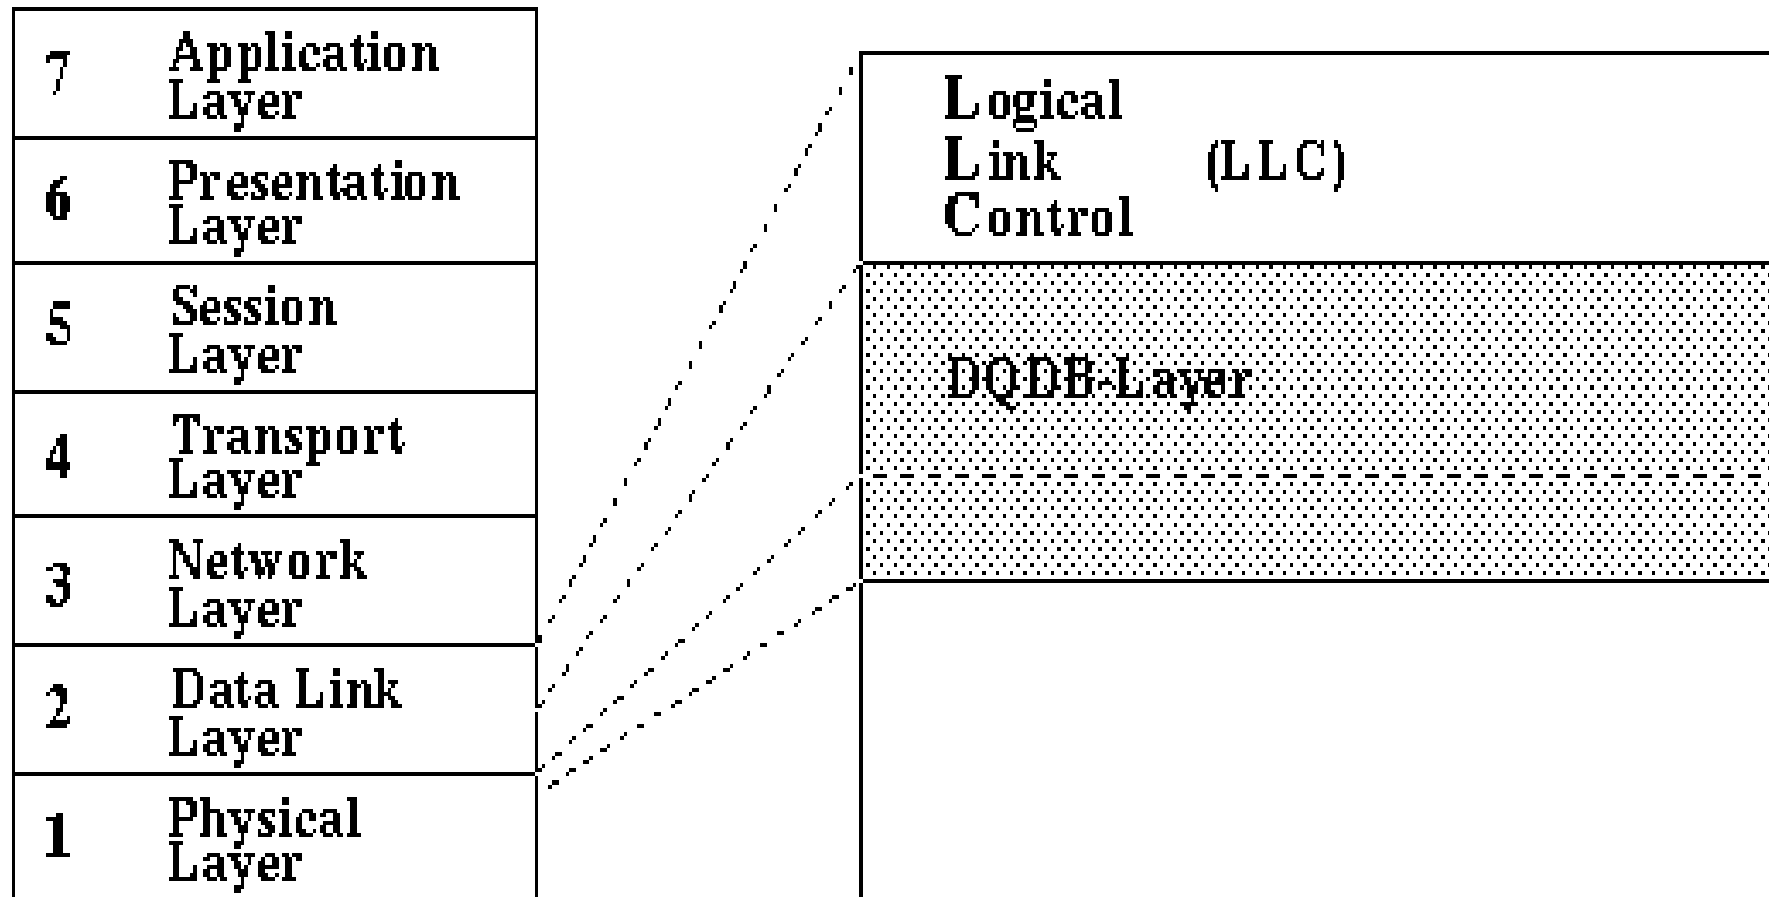 7 Application
Layer
6 Presentation
Layer
5 Session
Layer
4 Transport
Layer
3 Network
Layer
2 Data Link
Layer
1 Physical
Layer
Logical
Link (LLC)
Control
DQDB-Layer